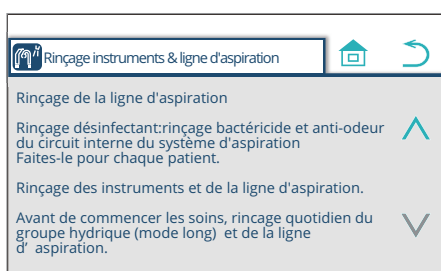 Rinçage instruments & ligne d'aspiration
Rinçage de la ligne d'aspiration
Rinçage désinfectant:rinçage bactéricide et anti-odeur
du circuit interne du système d'aspiration
Faites-le pour chaque patient.
Rinçage des instruments et de la ligne d'aspiration.
Avant de commencer les soins, rincage quotidien du
groupe hydrique (mode long) et de la ligne
d' aspiration.